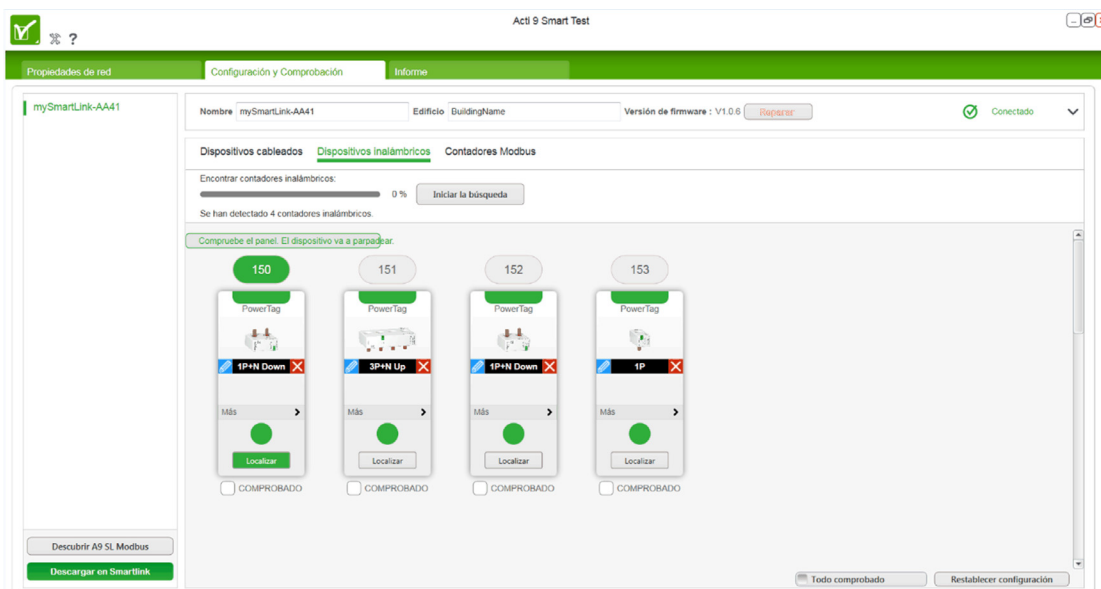 Acti 9 Smart Test
?
Propiedades de red Configuración y Comprobación Informe
mySmartLink-AA41
Nombre mySmartLink-AA41 Edificio BuildingName Versión de firmware : V1.0.6 Reparar Conectado
Dispositivos cableados Dispositivos inalámbricos Contadores Modbus
Encontrar contadores inalámbricos:
0 % Iniciar la búsqueda
Se han detectado 4 contadores inalámbricos.
Compruebe el panel. El dispositivo va a parpadear.
150 151 152 153
PowerTag PowerTag PowerTag PowerTag
1P+N Down 3P+N Up 1P+N Down 1P
Más Más Más Más
Localizar Localizar Localizar Localizar
COMPROBADO COMPROBADO COMPROBADO COMPROBADO
Descubrir A9 SL Modbus
Descargar en Smartlink
Todo comprobado Restablecer configuración